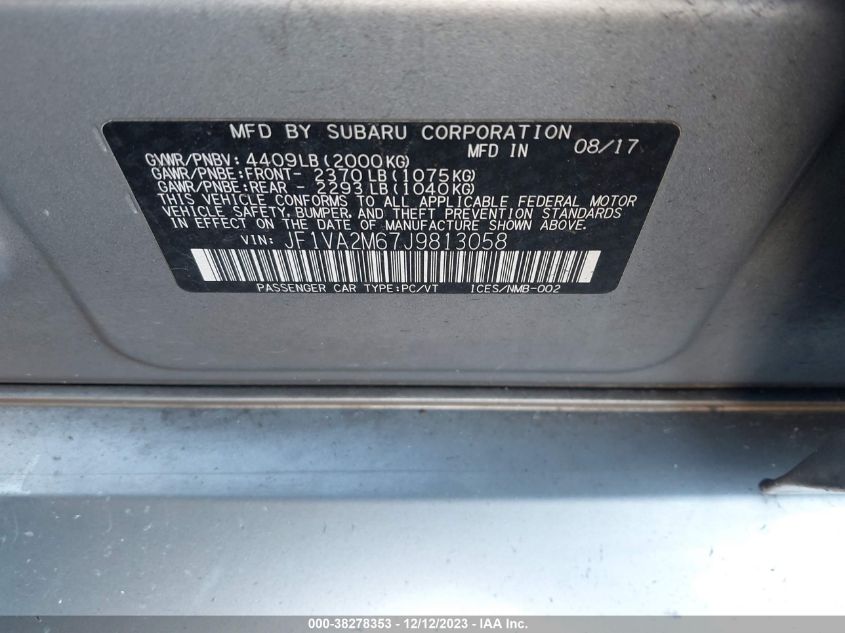 MFD BY SUBARU CORPORATION
MFD IN 08/17
GVWR/PNBV: 4409LB(2000KG)
GAWR/PNBE:FRONT- 2370LB(1075KG)
GAWR/PNBE:REAR - 2293LB(1040KG)
THIS VEHICLE CONFORMS TO ALL APPLICABLE FEDERAL MOTOR
VEHICLE SAFETY, BUMPER, AND THEFT PREVENTION STANDARDS
IN EFFECT ON THE DATE OF MANUFACTURE SHOWN ABOVE.
VIN: JF1VA2M67J9813058
PASSENGER CAR TYPE:PC/VT ICES/NMB-002
000-38278353 - 12/12/2023 - IAA Inc.